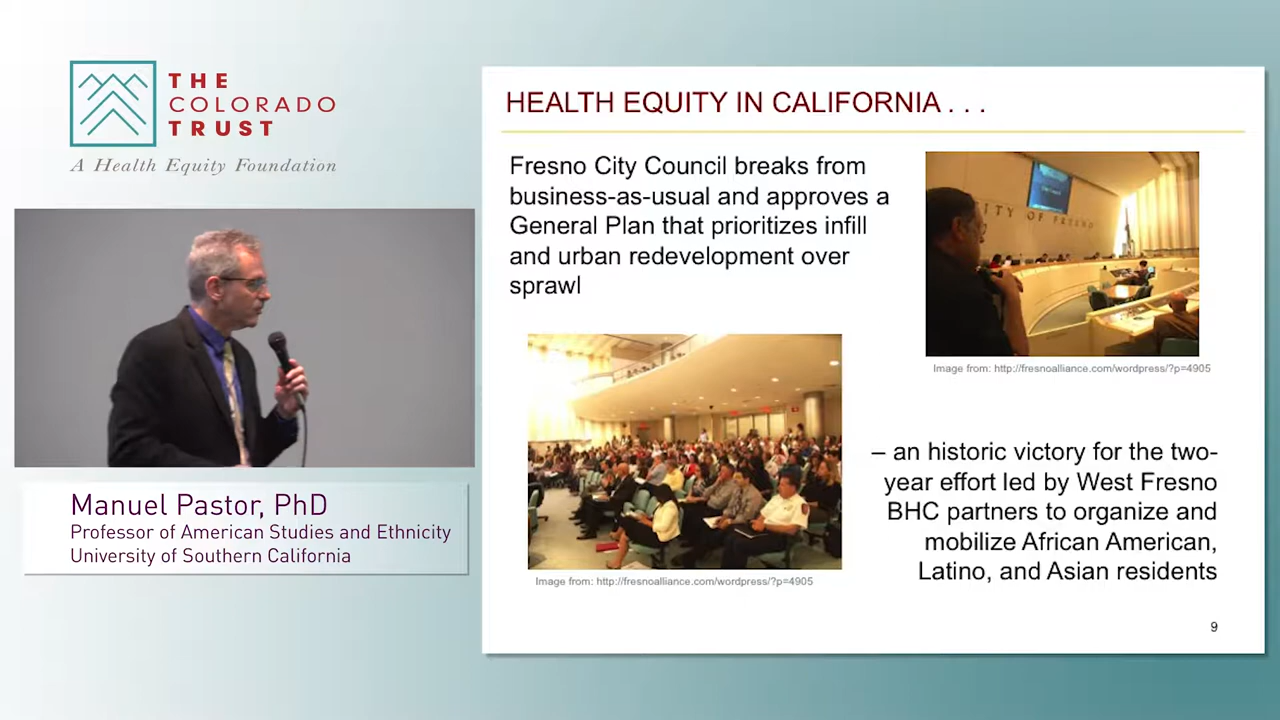 THE
COLORADO
TRUST
A Health Equity Foundation
Manuel Pastor, PhD
Professor of American Studies and Ethnicity
University of Southern California
HEALTH EQUITY IN CALIFORNIA . . .
Fresno City Council breaks from
business-as-usual and approves a
General Plan that prioritizes infill
and urban redevelopment over
sprawl
CITY OF FRESNO
Image from: http://fresnoalliance.com/wordpress/?p=4905
Image from: http://fresnoalliance.com/wordpress/?p=4905
– an historic victory for the two-
year effort led by West Fresno
BHC partners to organize and
mobilize African American,
Latino, and Asian residents
9